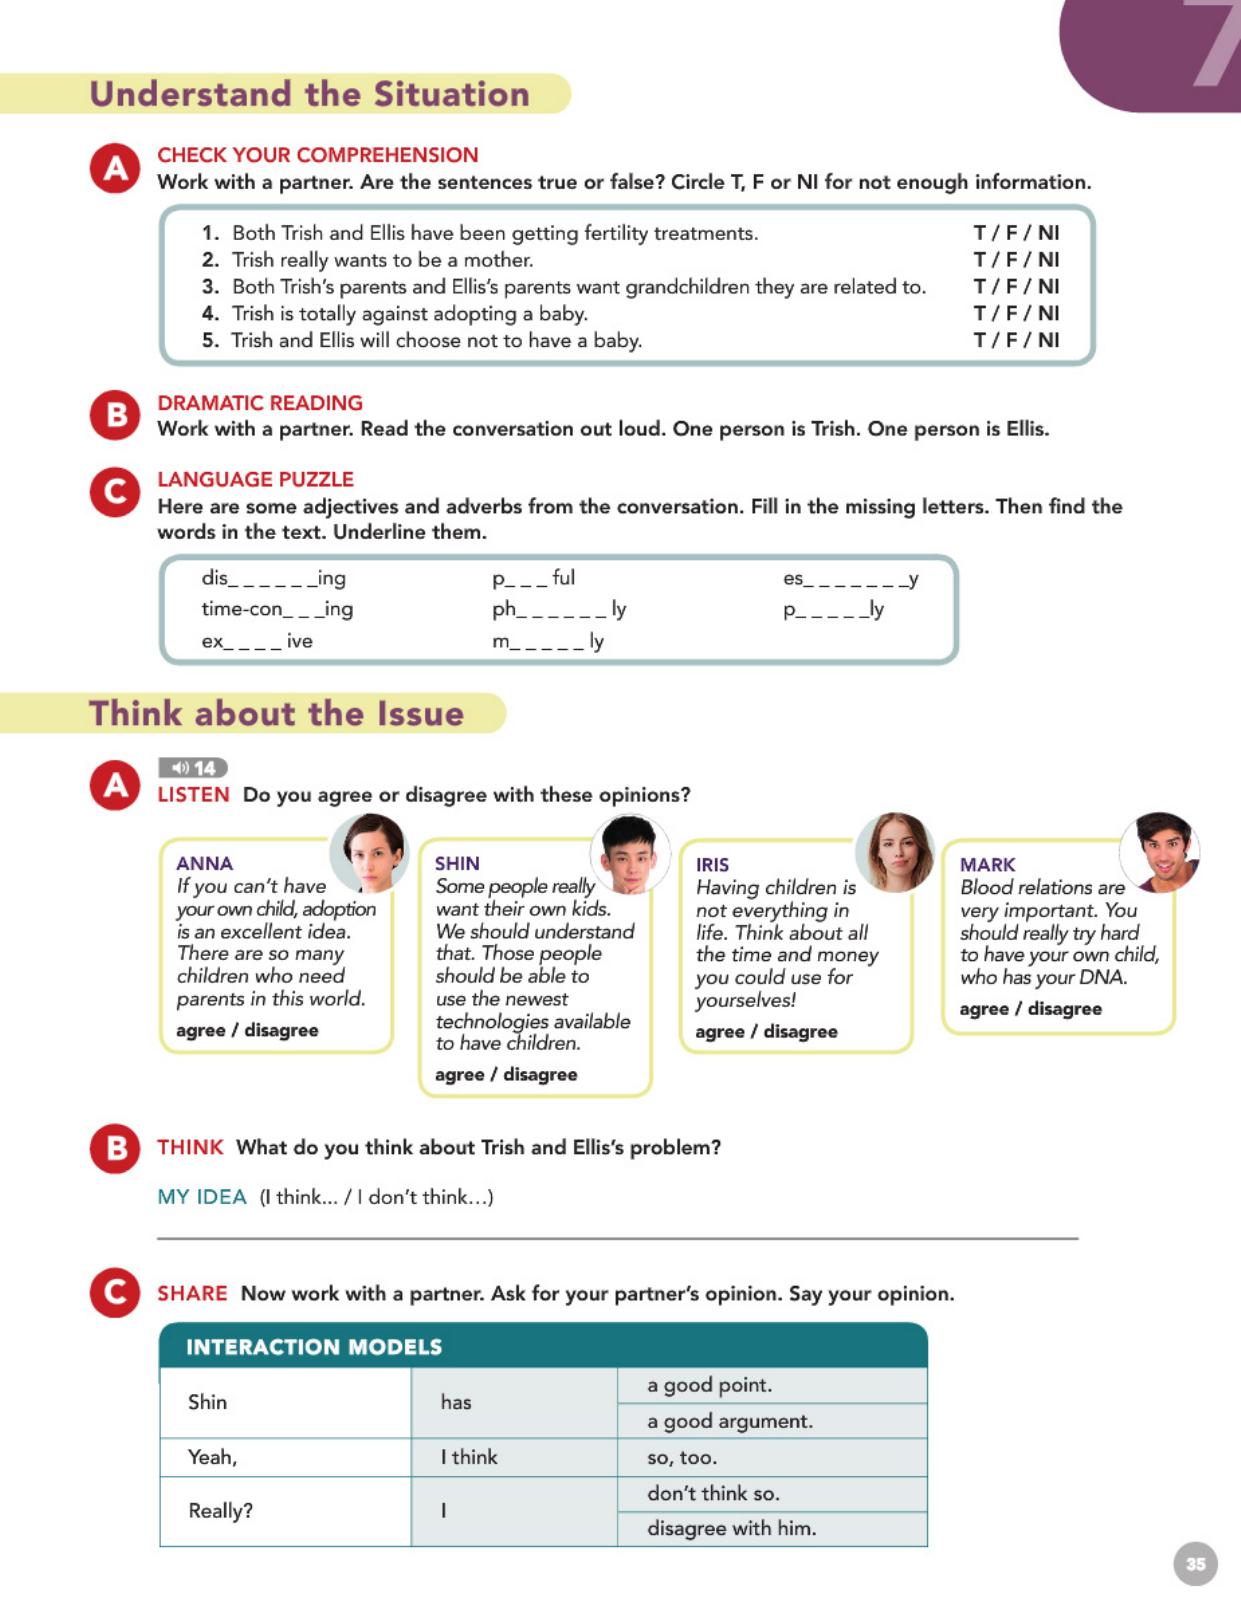 7
Understand the Situation
A
CHECK YOUR COMPREHENSION
Work with a partner. Are the sentences true or false? Circle T, F or NI for not enough information.
1. Both Trish and Ellis have been getting fertility treatments. T / F / NI
2. Trish really wants to be a mother. T / F / NI
3. Both Trish's parents and Ellis's parents want grandchildren they are related to. T / F / NI
4. Trish is totally against adopting a baby. T / F / NI
5. Trish and Ellis will choose not to have a baby. T / F / NI
B
DRAMATIC READING
Work with a partner. Read the conversation out loud. One person is Trish. One person is Ellis.
C
LANGUAGE PUZZLE
Here are some adjectives and adverbs from the conversation. Fill in the missing letters. Then find the
words in the text. Underline them.
dis_ _ _ _ _ _ing p_ _ _ ful es_ _ _ _ _ _ _y
time-con_ _ _ing ph_ _ _ _ _ _ ly p_ _ _ _ _ly
ex_ _ _ _ ive m_ _ _ _ _ ly
Think about the Issue
A
14
LISTEN Do you agree or disagree with these opinions?
ANNA
If you can't have
your own child, adoption
is an excellent idea.
There are so many
children who need
parents in this world.
agree / disagree
SHIN
Some people really
want their own kids.
We should understand
that. Those people
should be able to
use the newest
technologies available
to have children.
agree / disagree
IRIS
Having children is
not everything in
life. Think about all
the time and money
you could use for
yourselves!
agree / disagree
MARK
Blood relations are
very important. You
should really try hard
to have your own child,
who has your DNA.
agree / disagree
B
THINK What do you think about Trish and Ellis's problem?
MY IDEA (I think... / I don't think...)
C
SHARE Now work with a partner. Ask for your partner's opinion. Say your opinion.
INTERACTION MODELS
Shin has a good point.
a good argument.
Yeah, I think so, too.
Really? I don't think so.
disagree with him.
35